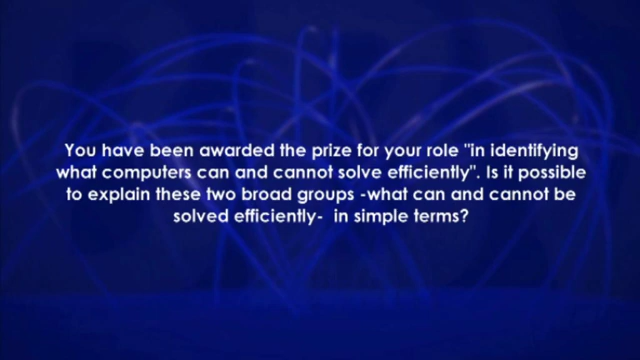 You have been awarded the prize for your role "in identifying
what computers can and cannot solve efficiently". Is it possible
to explain these two broad groups -what can and cannot be
solved efficiently-  in simple terms?